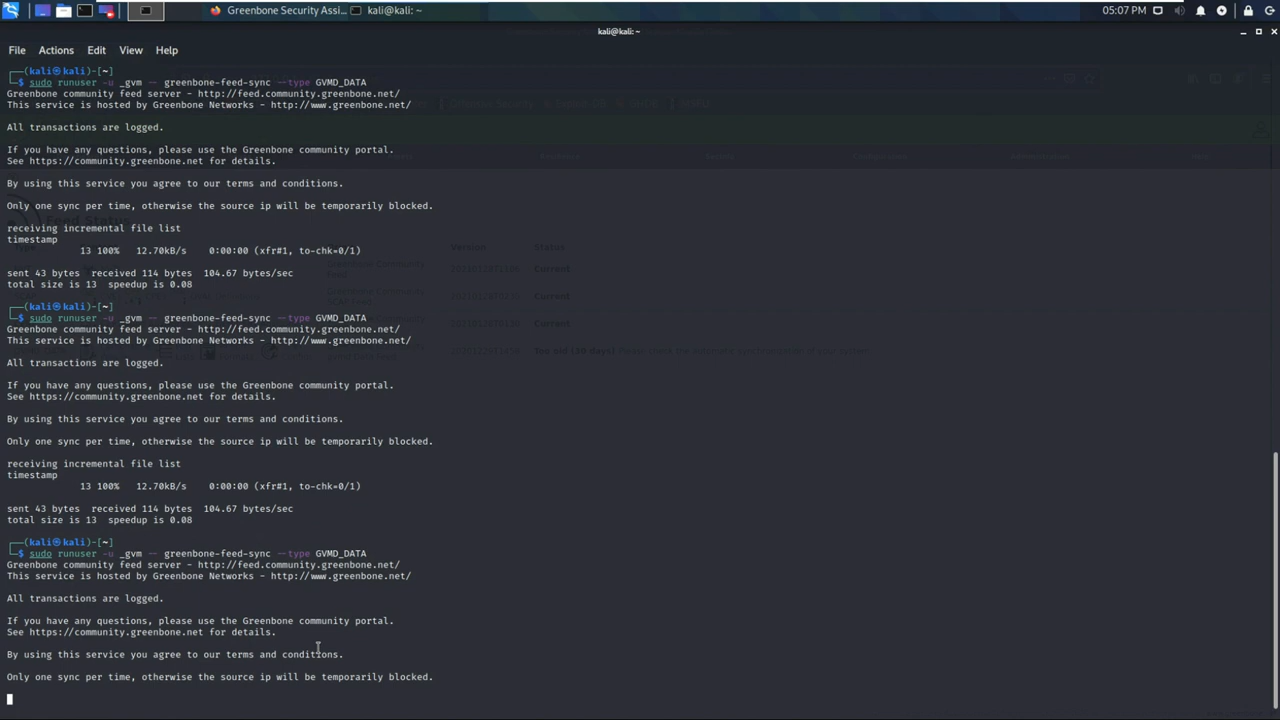 Greenbone Security Assi...
kali@kali: ~
05:07 PM
kali@kali: ~
File Actions Edit View Help
┌──(kali㉿kali)-[~]
└─$ sudo runuser -u _gvm -- greenbone-feed-sync --type GVMD_DATA
Greenbone community feed server - http://feed.community.greenbone.net/
This service is hosted by Greenbone Networks - http://www.greenbone.net/
All transactions are logged.
If you have any questions, please use the Greenbone community portal.
See https://community.greenbone.net for details.
By using this service you agree to our terms and conditions.
Only one sync per time, otherwise the source ip will be temporarily blocked.
receiving incremental file list
timestamp
13 100% 12.70kB/s 0:00:00 (xfr#1, to-chk=0/1)
sent 43 bytes received 114 bytes 104.67 bytes/sec
total size is 13 speedup is 0.08
┌──(kali㉿kali)-[~]
└─$ sudo runuser -u _gvm -- greenbone-feed-sync --type GVMD_DATA
Greenbone community feed server - http://feed.community.greenbone.net/
This service is hosted by Greenbone Networks - http://www.greenbone.net/
All transactions are logged.
If you have any questions, please use the Greenbone community portal.
See https://community.greenbone.net for details.
By using this service you agree to our terms and conditions.
Only one sync per time, otherwise the source ip will be temporarily blocked.
receiving incremental file list
timestamp
13 100% 12.70kB/s 0:00:00 (xfr#1, to-chk=0/1)
sent 43 bytes received 114 bytes 104.67 bytes/sec
total size is 13 speedup is 0.08
┌──(kali㉿kali)-[~]
└─$ sudo runuser -u _gvm -- greenbone-feed-sync --type GVMD_DATA
Greenbone community feed server - http://feed.community.greenbone.net/
This service is hosted by Greenbone Networks - http://www.greenbone.net/
All transactions are logged.
If you have any questions, please use the Greenbone community portal.
See https://community.greenbone.net for details.
By using this service you agree to our terms and conditions.
Only one sync per time, otherwise the source ip will be temporarily blocked.
Feed Status
Version Status
Greenbone Community Feed
Current
Greenbone Community SCAP Feed
Current
Current